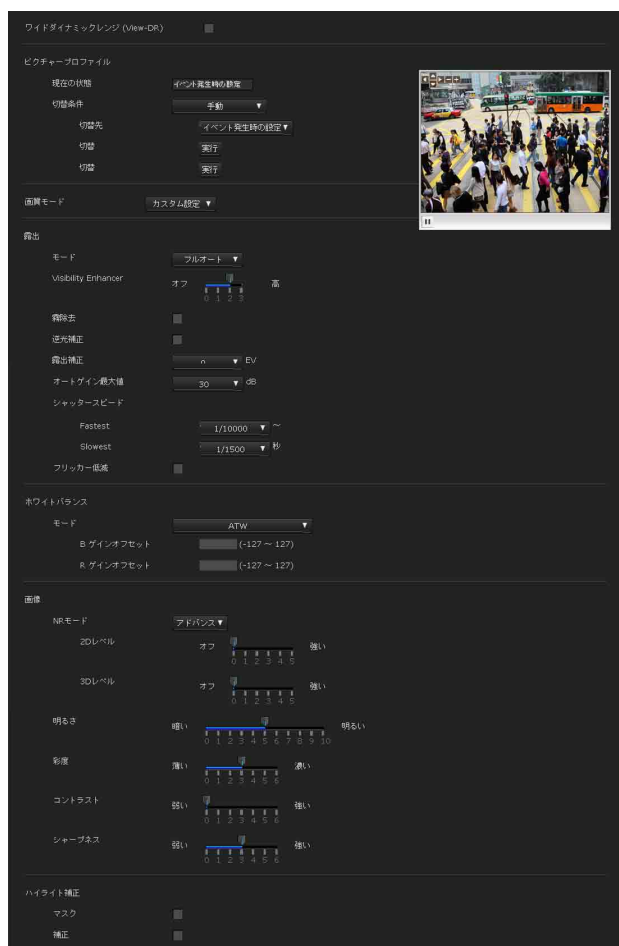 ワイドダイナミックレンジ (View-DR)
ピクチャープロファイル
現在の状態 イベント発生時の設定
切替条件 手動
切替先 イベント発生時の設定
切替 実行
切替 実行
画質モード カスタム設定
露出
モード フルオート
Visibility Enhancer オフ 高
0 1 2 3
霧除去
逆光補正
露出補正 0 EV
オートゲイン最大値 30 dB
シャッタースピード
Fastest 1/10000 ～
Slowest 1/1500 秒
フリッカー低減
ホワイトバランス
モード ATW
B ゲインオフセット (-127 ～ 127)
R ゲインオフセット (-127 ～ 127)
画像
NRモード アドバンス
2Dレベル オフ 強い
0 1 2 3 4 5
3Dレベル オフ 強い
0 1 2 3 4 5
明るさ 暗い 明るい
0 1 2 3 4 5 6 7 8 9 10
彩度 薄い 濃い
0 1 2 3 4 5 6
コントラスト 弱い 強い
0 1 2 3 4 5 6
シャープネス 弱い 強い
0 1 2 3 4 5 6
ハイライト補正
マスク
補正